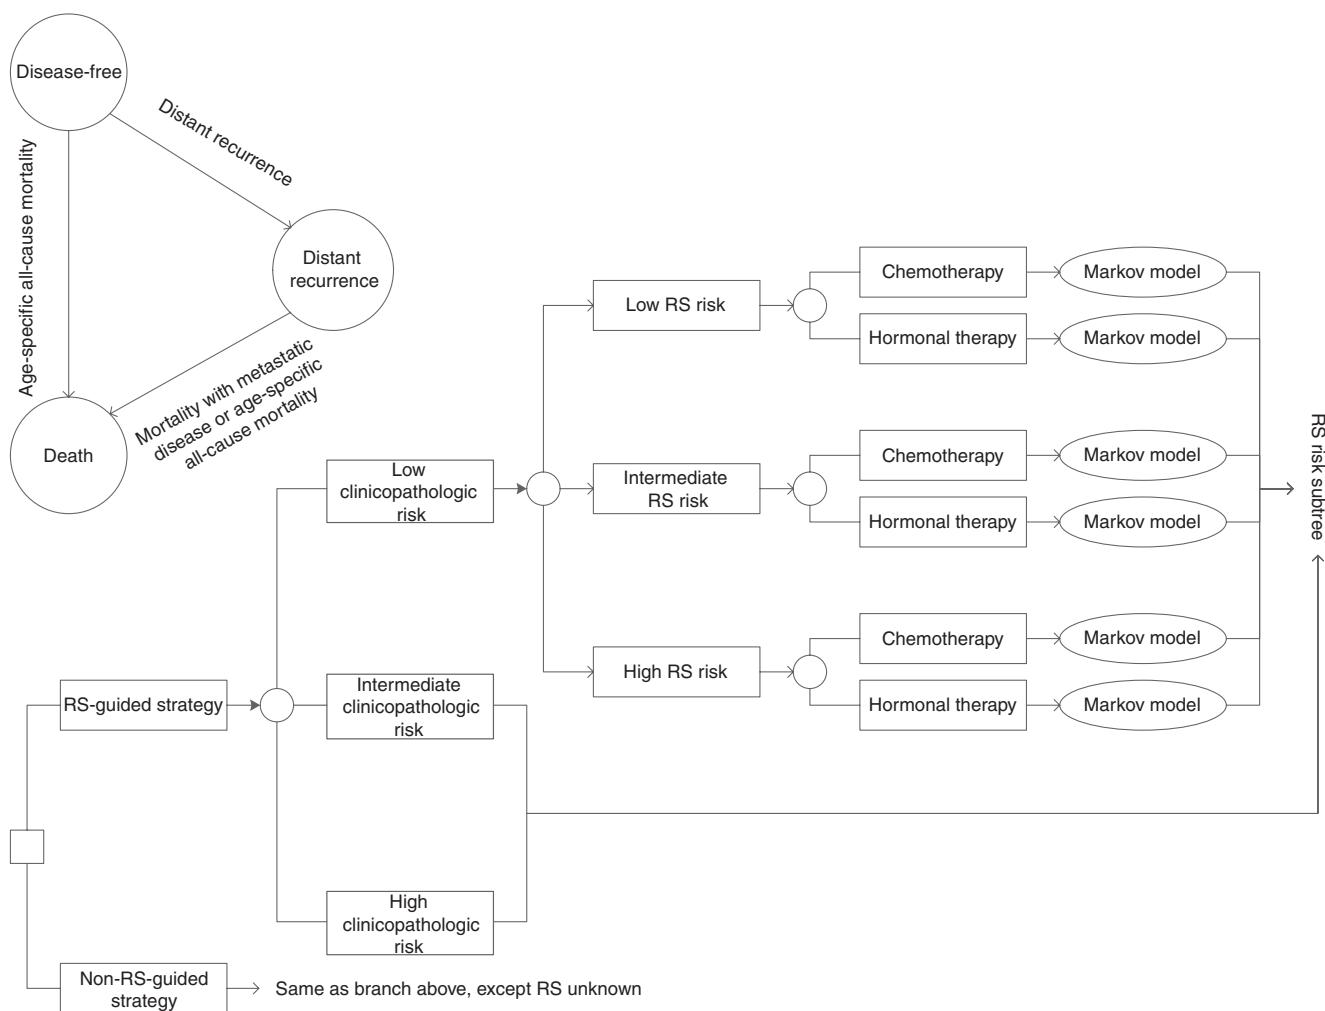 Disease-free
Distant recurrence
Age-specific all-cause mortality
Distant
recurrence
Mortality with metastatic
disease or age-specific
all-cause mortality
Death
Low
clinicopathologic
risk
Low RS risk
Chemotherapy
Markov model
Hormonal therapy
Markov model
Intermediate
RS risk
Chemotherapy
Markov model
Hormonal therapy
Markov model
High RS risk
Chemotherapy
Markov model
Hormonal therapy
Markov model
RS risk subtree
RS-guided strategy
Intermediate
clinicopathologic
risk
High
clinicopathologic
risk
Non-RS-guided
strategy
Same as branch above, except RS unknown